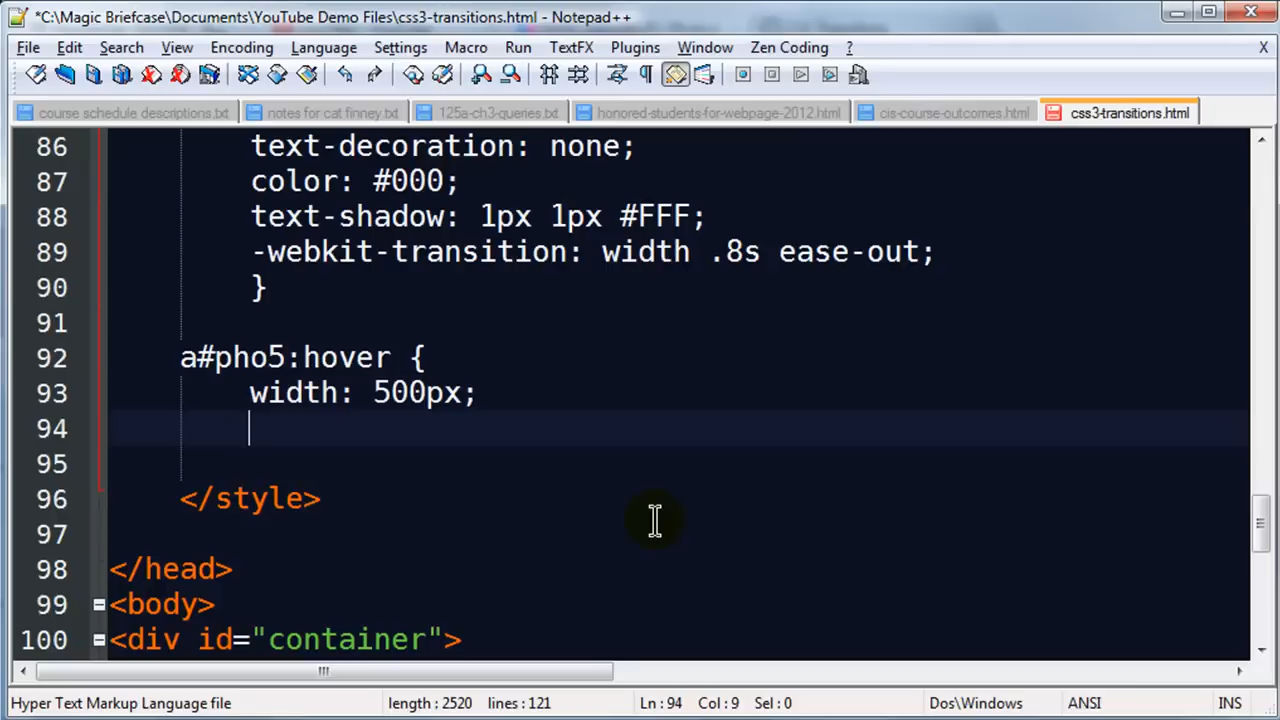 *C:\Magic Briefcase\Documents\YouTube Demo Files\css3-transitions.html - Notepad++
File Edit Search View Encoding Language Settings Macro Run TextFX Plugins Window Zen Coding ? X
course schedule descriptions.txt notes for cat finney.txt 125a-ch3-queries.txt honored-students-for-webpage-2012.html cis-course-outcomes.html css3-transitions.html
86 text-decoration: none;
87 color: #000;
88 text-shadow: 1px 1px #FFF;
89 -webkit-transition: width .8s ease-out;
90 }
91
92 a#pho5:hover {
93 width: 500px;
94
95
96 </style>
97
98 </head>
99 <body>
100 <div id="container">
Hyper Text Markup Language file length : 2520 lines : 121 Ln : 94 Col : 9 Sel : 0 Dos\Windows ANSI INS